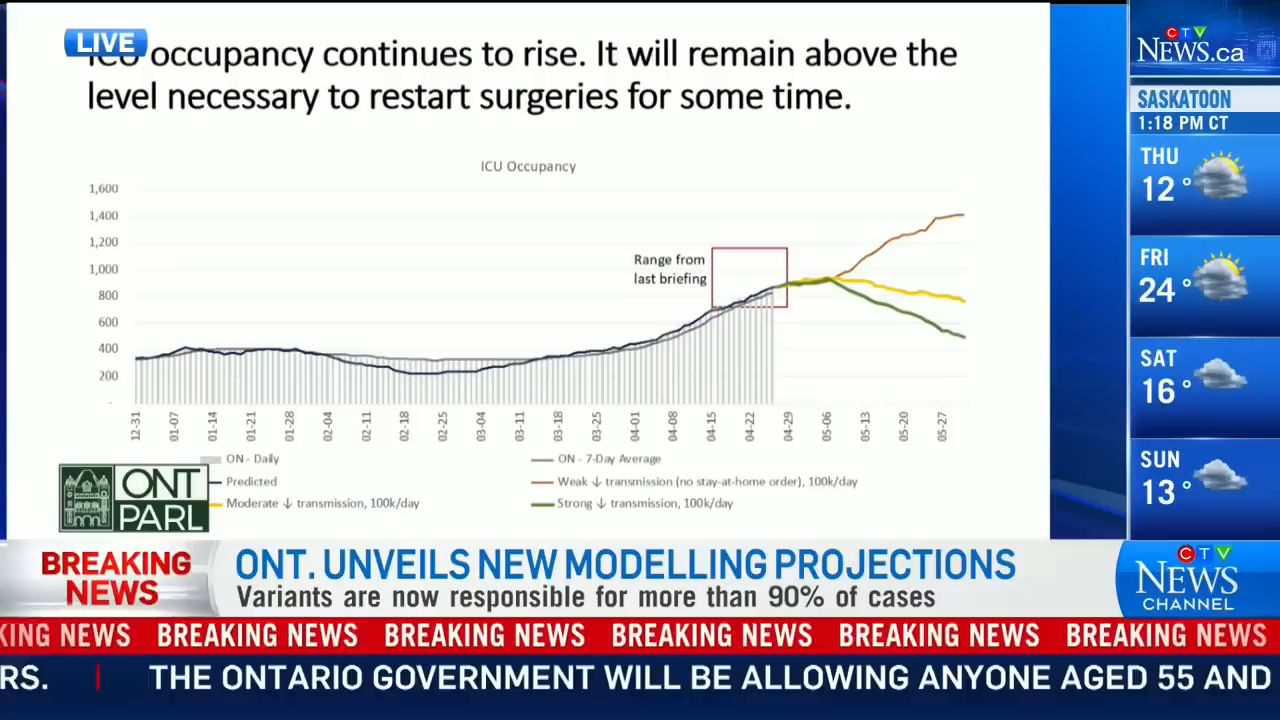 LIVE
occupancy continues to rise. It will remain above the
level necessary to restart surgeries for some time.
ICU Occupancy
1,600
1,400
1,200
1,000
800
600
400
200
-
Range from
last briefing
12-31
01-07
01-14
01-21
01-28
02-04
02-11
02-18
02-25
03-04
03-11
03-18
03-25
04-01
04-08
04-15
04-22
04-29
05-06
05-13
05-20
05-27
ON - Daily
ON - 7-Day Average
Predicted
Weak ↓ transmission (no stay-at-home order), 100k/day
Moderate ↓ transmission, 100k/day
Strong ↓ transmission, 100k/day
ONT
PARL
CTV
NEWS.ca
SASKATOON
1:18 PM CT
THU
12°
FRI
24°
SAT
16°
SUN
13°
BREAKING
NEWS
ONT. UNVEILS NEW MODELLING PROJECTIONS
Variants are now responsible for more than 90% of cases
CTV
NEWS
CHANNEL
KING NEWS BREAKING NEWS BREAKING NEWS BREAKING NEWS BREAKING NEWS BREAKING NEWS
RS. | THE ONTARIO GOVERNMENT WILL BE ALLOWING ANYONE AGED 55 AND